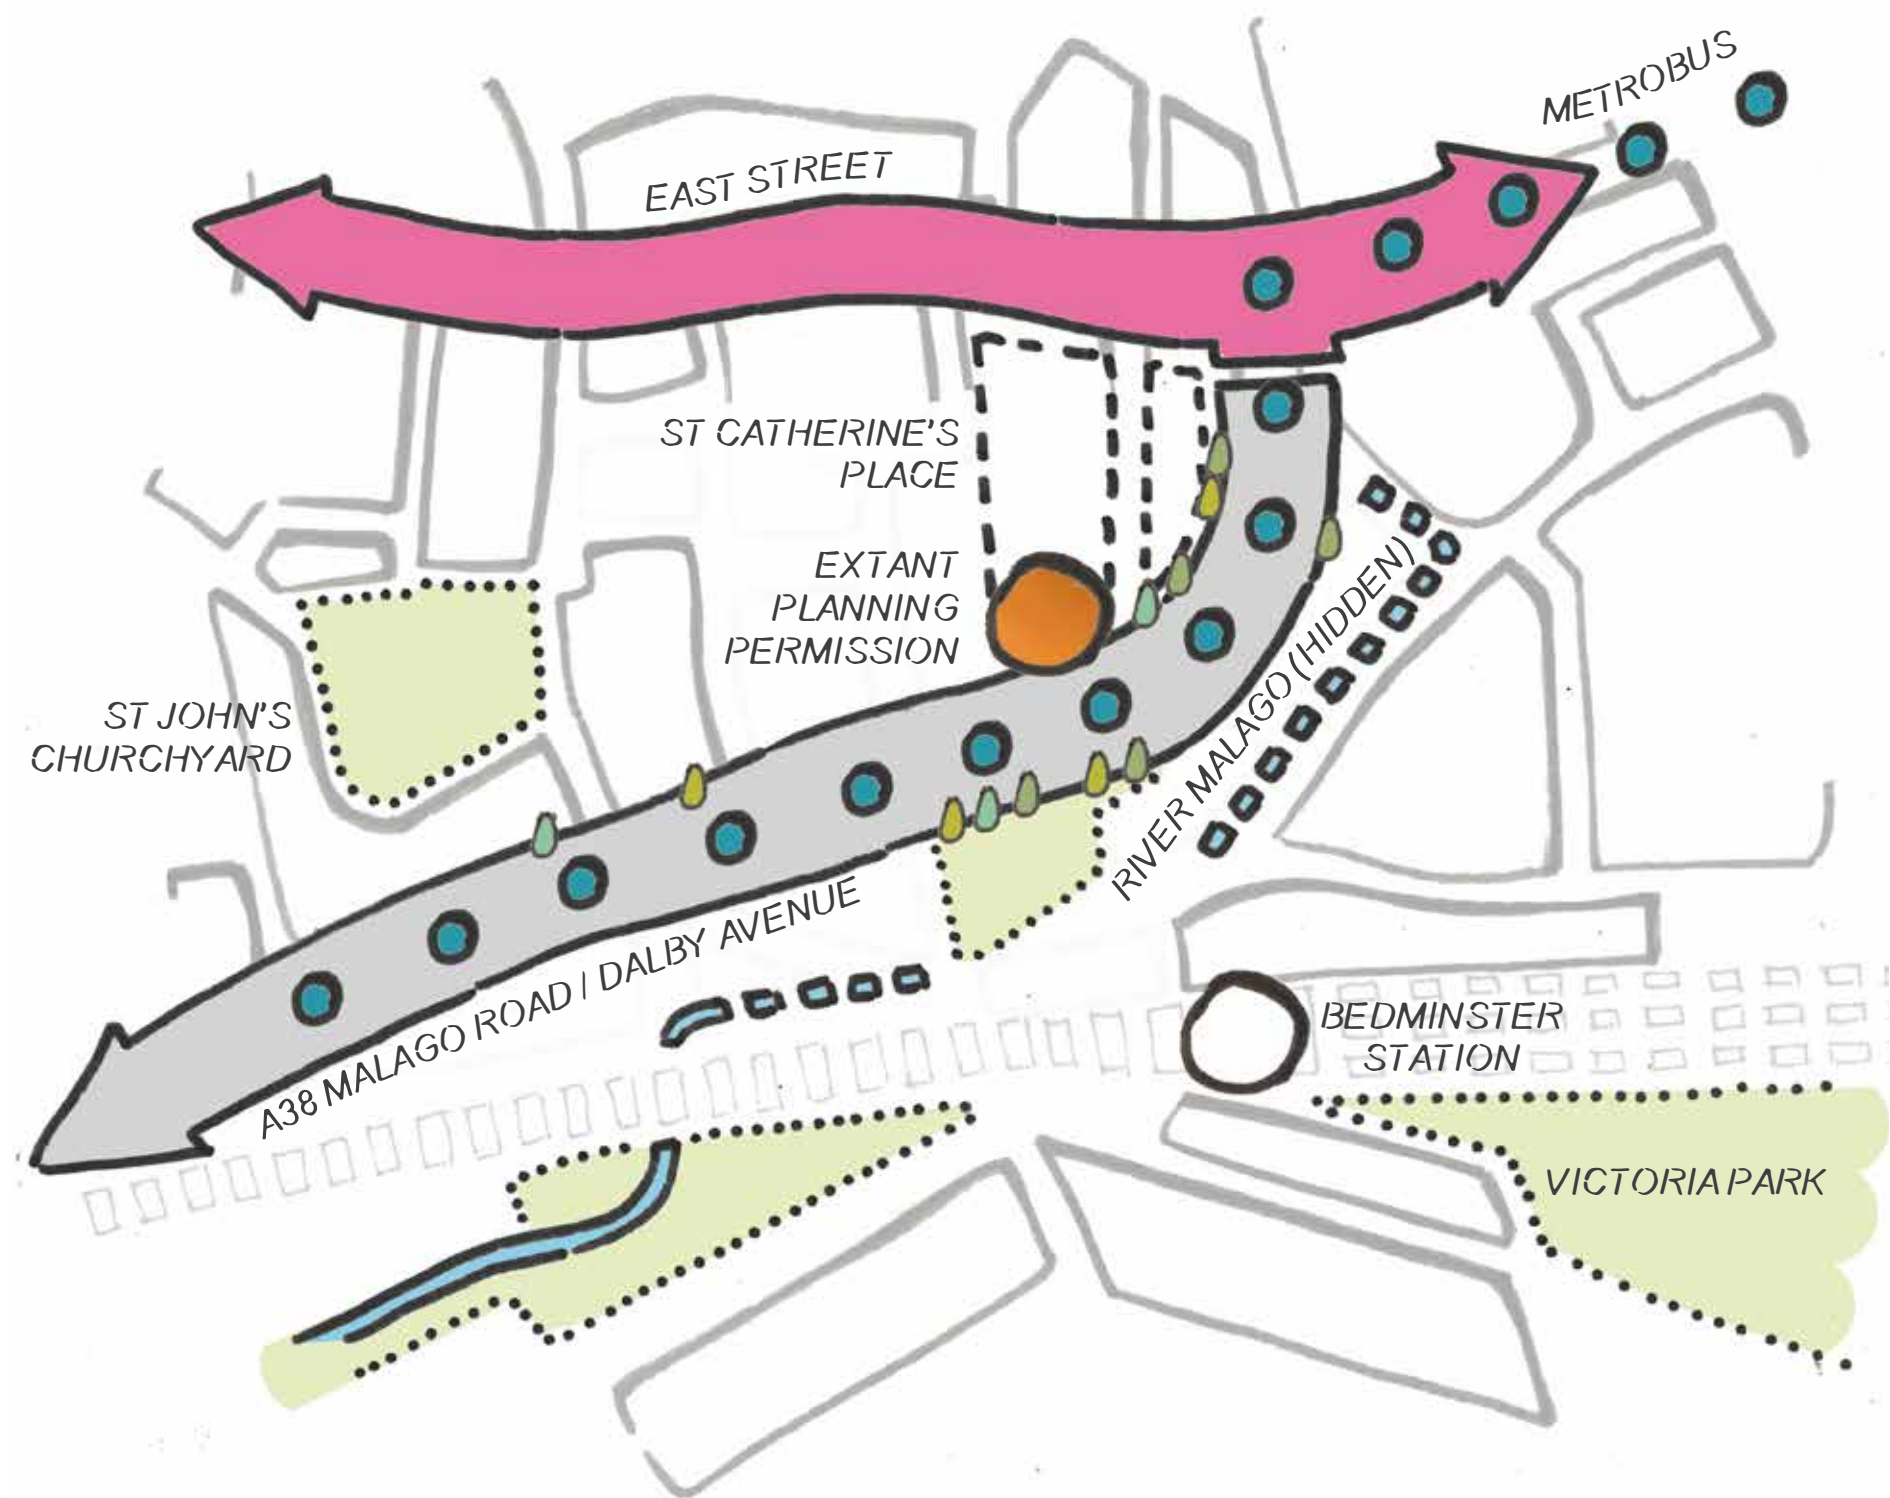 METROBUS
EAST STREET
ST CATHERINE'S
PLACE
EXTANT
PLANNING
PERMISSION
RIVER MALAGO (HIDDEN)
ST JOHN'S
CHURCHYARD
A38 MALAGO ROAD / DALBY AVENUE
BEDMINSTER
STATION
VICTORIA PARK